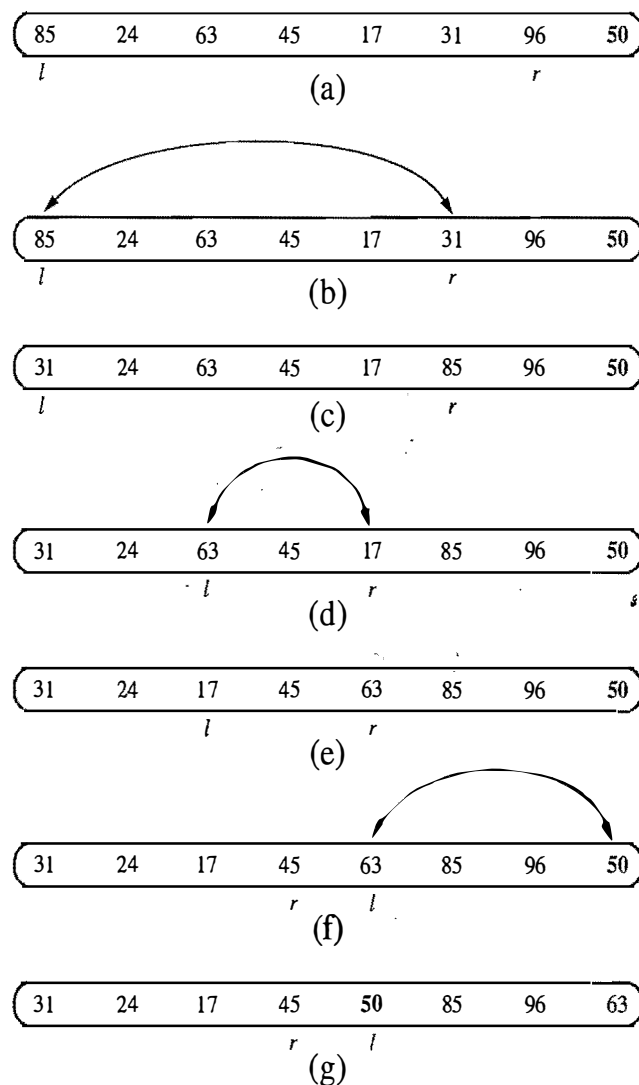 85 24 63 45 17 31 96 50
l r
(a)
85 24 63 45 17 31 96 50
l r
(b)
31 24 63 45 17 85 96 50
l r
(c)
31 24 63 45 17 85 96 50
l r
(d)
31 24 17 45 63 85 96 50
l r
(e)
31 24 17 45 63 85 96 50
r l
(f)
31 24 17 45 50 85 96 63
r l
(g)